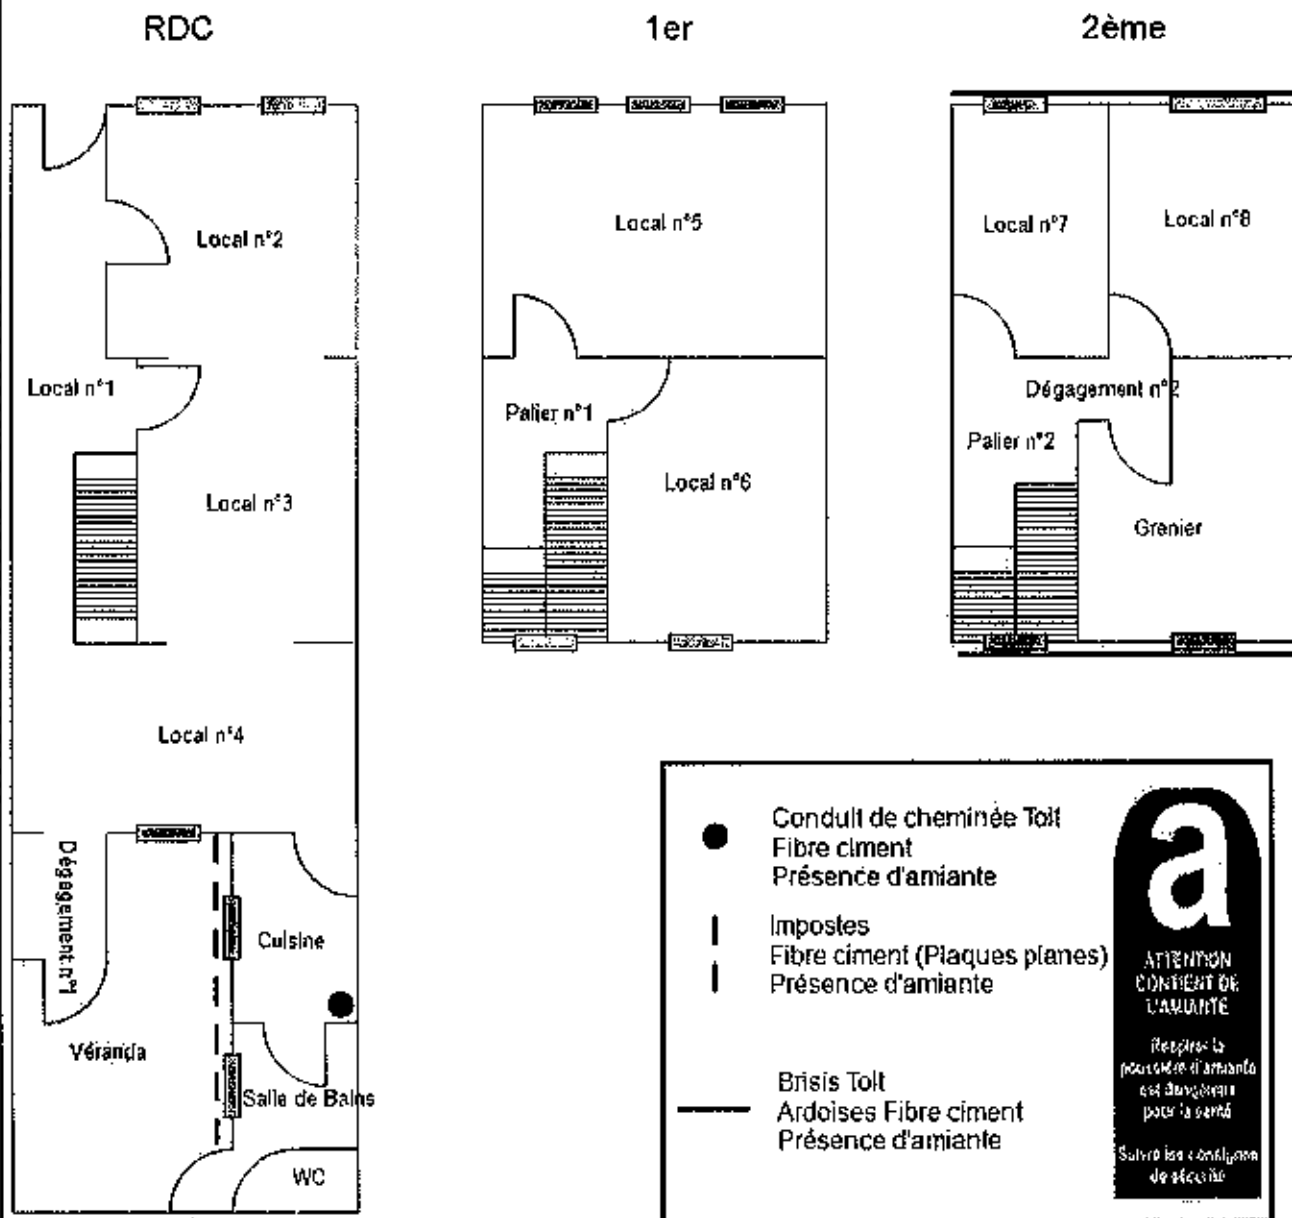 RDC
1er
2ème
Local n°2
Local n°1
Local n°3
Local n°4
Dégagement n°1
Cuisine
Véranda
Salle de Bains
WC
Local n°5
Palier n°1
Local n°6
Local n°7
Local n°8
Dégagement n°2
Palier n°2
Grenier
Conduit de cheminée Toit
Fibre ciment
Présence d'amiante
Impostes
Fibre ciment (Plaques planes)
Présence d'amiante
Brisis Toit
Ardoises Fibre ciment
Présence d'amiante
a
ATTENTION
CONTIENT DE
L'AMIANTE
Respirer la
poussière d'amiante
est dangereux
pour la santé
Suivre les consignes
de sécurité